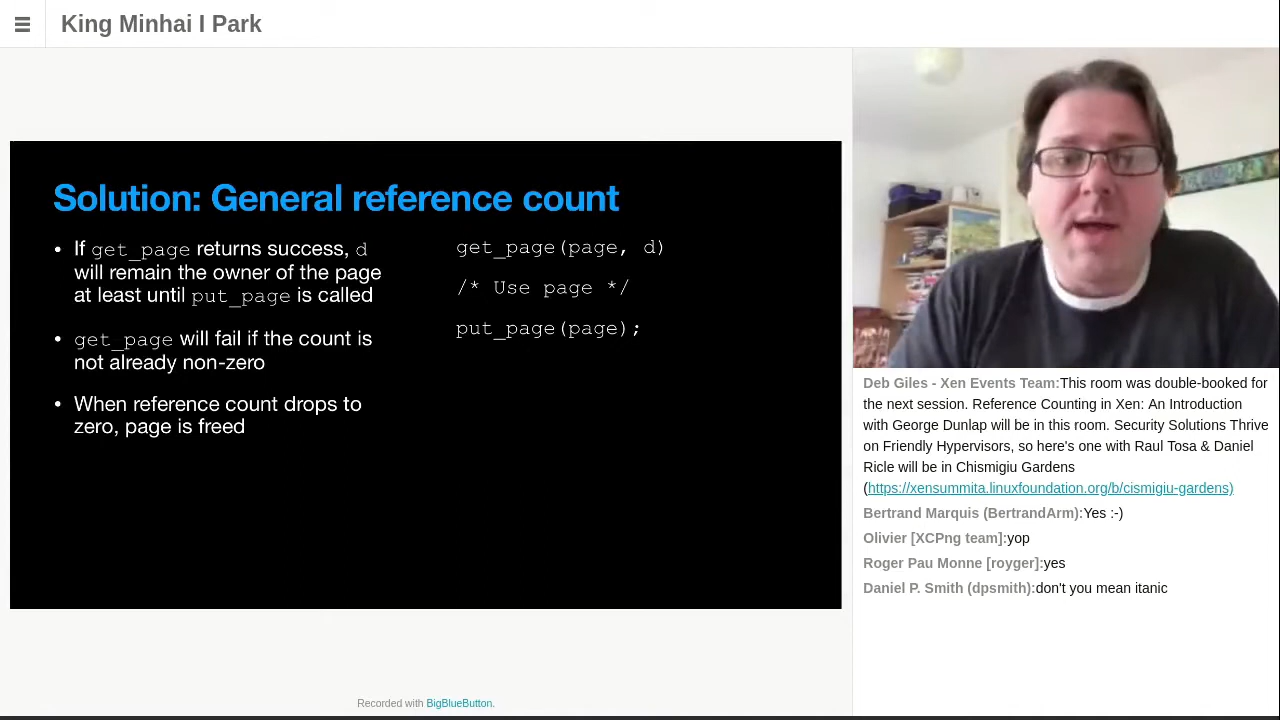 King Minhai I Park
Solution: General reference count
• If get_page returns success, d
will remain the owner of the page
at least until put_page is called
• get_page will fail if the count is
not already non-zero
• When reference count drops to
zero, page is freed
get_page(page, d)
/* Use page */
put_page(page);
Deb Giles - Xen Events Team:This room was double-booked for
the next session. Reference Counting in Xen: An Introduction
with George Dunlap will be in this room. Security Solutions Thrive
on Friendly Hypervisors, so here's one with Raul Tosa & Daniel
Ricle will be in Chismigiu Gardens
(https://xensummita.linuxfoundation.org/b/cismigiu-gardens)
Bertrand Marquis (BertrandArm):Yes :-)
Olivier [XCPng team]:yop
Roger Pau Monne [royger]:yes
Daniel P. Smith (dpsmith):don't you mean itanic
Recorded with BigBlueButton.